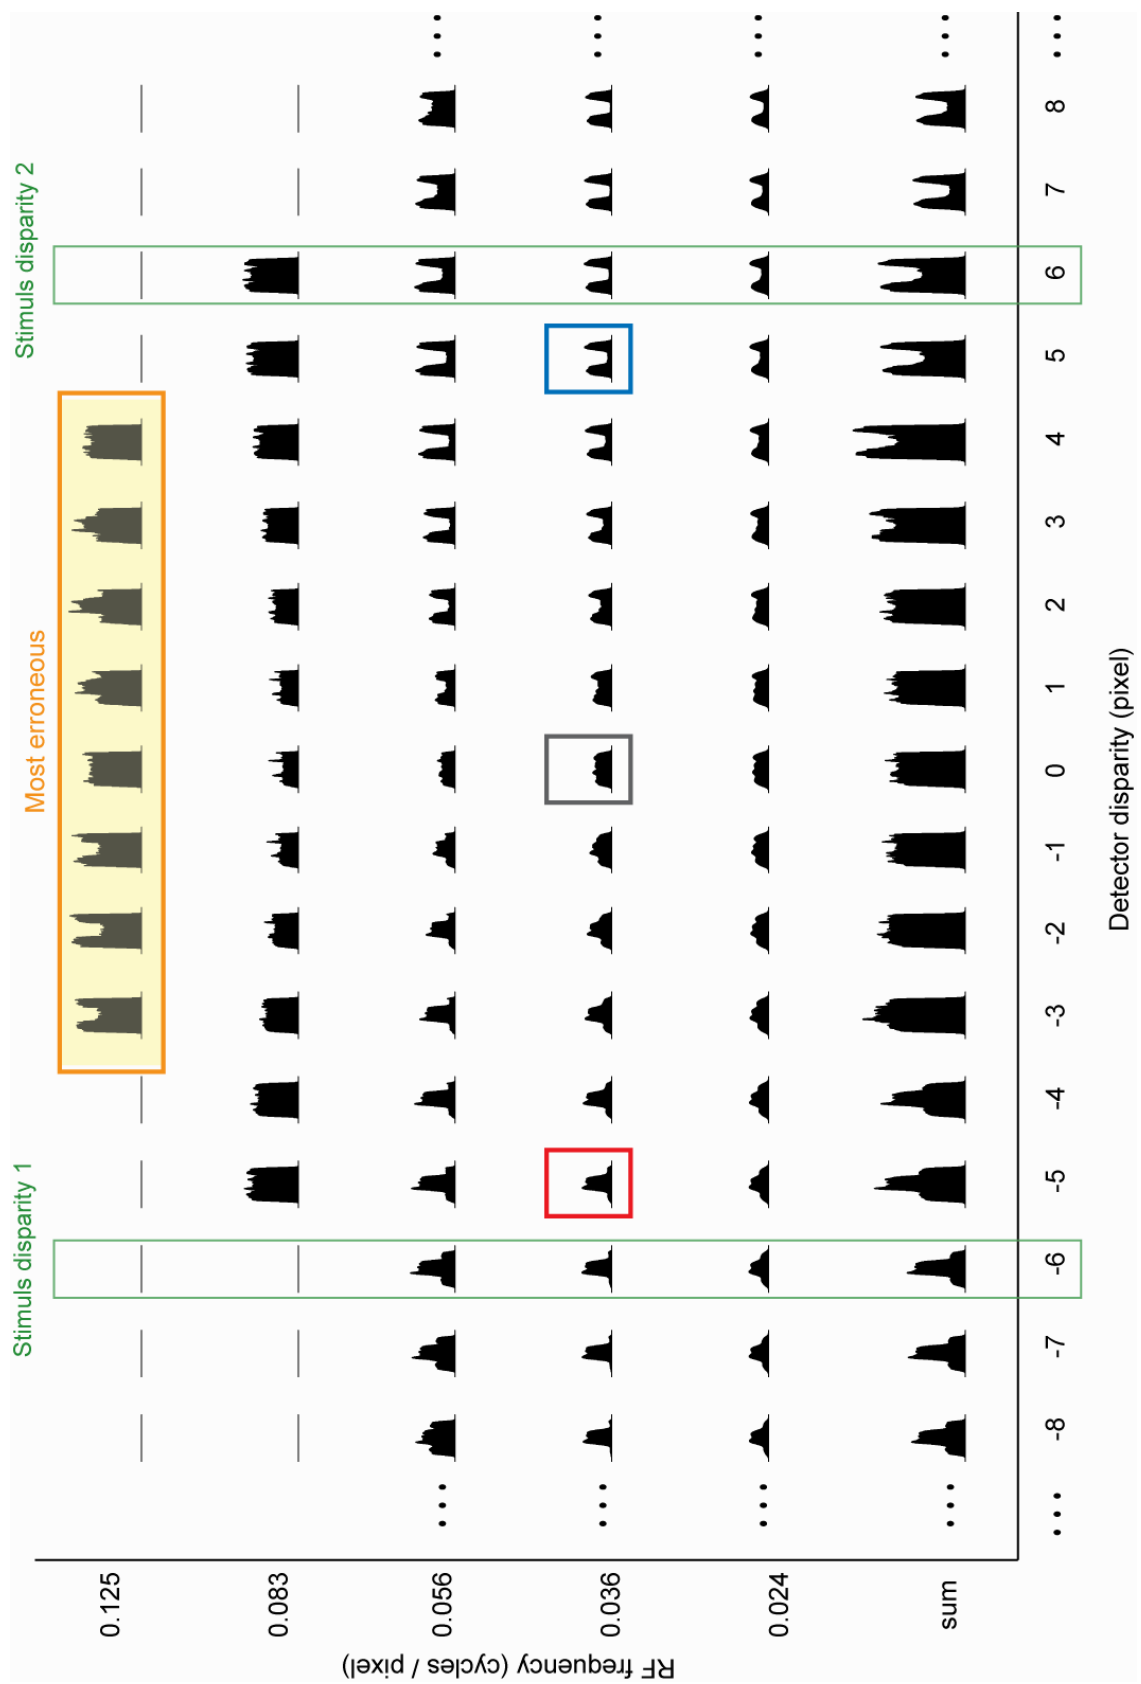 Stimuls disparity 1
Most erroneous
Stimuls disparity 2
0.125
0.083
0.056
0.036
0.024
sum
RF frequency (cycles / pixel)
-8 -7 -6 -5 -4 -3 -2 -1 0 1 2 3 4 5 6 7 8
Detector disparity (pixel)